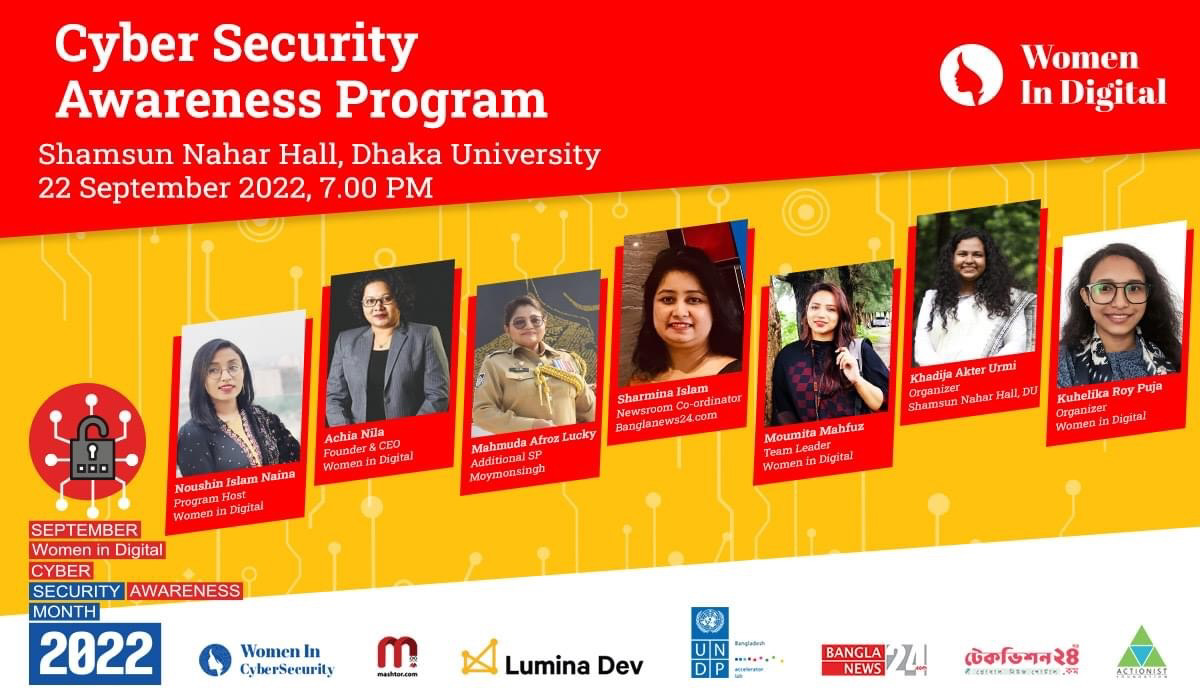 Cyber Security
Awareness Program
Shamsun Nahar Hall, Dhaka University
22 September 2022, 7.00 PM
Women
In Digital
Noushin Islam Naina
Program Host
Women in Digital
Achia Nila
Founder & CEO
Women in Digital
Mahmuda Afroz Lucky
Additional SP
Moymonsingh
Sharmina Islam
Newsroom Co-ordinator
Banglanews24.com
Moumita Mahfuz
Team Leader
Women in Digital
Khadija Akter Urmi
Organizer
Shamsun Nahar Hall, DU
Kuhelika Roy Puja
Organizer
Women in Digital
SEPTEMBER
Women in Digital
CYBER
SECURITY AWARENESS
MONTH
2022
Women In
CyberSecurity
mashtor.com
Lumina Dev
U N
D P
Bangladesh
accelerator
lab
BANGLA
NEWS 24 .com
টেকভিশন২৪
.কম
ACTIONIST
FOUNDATION